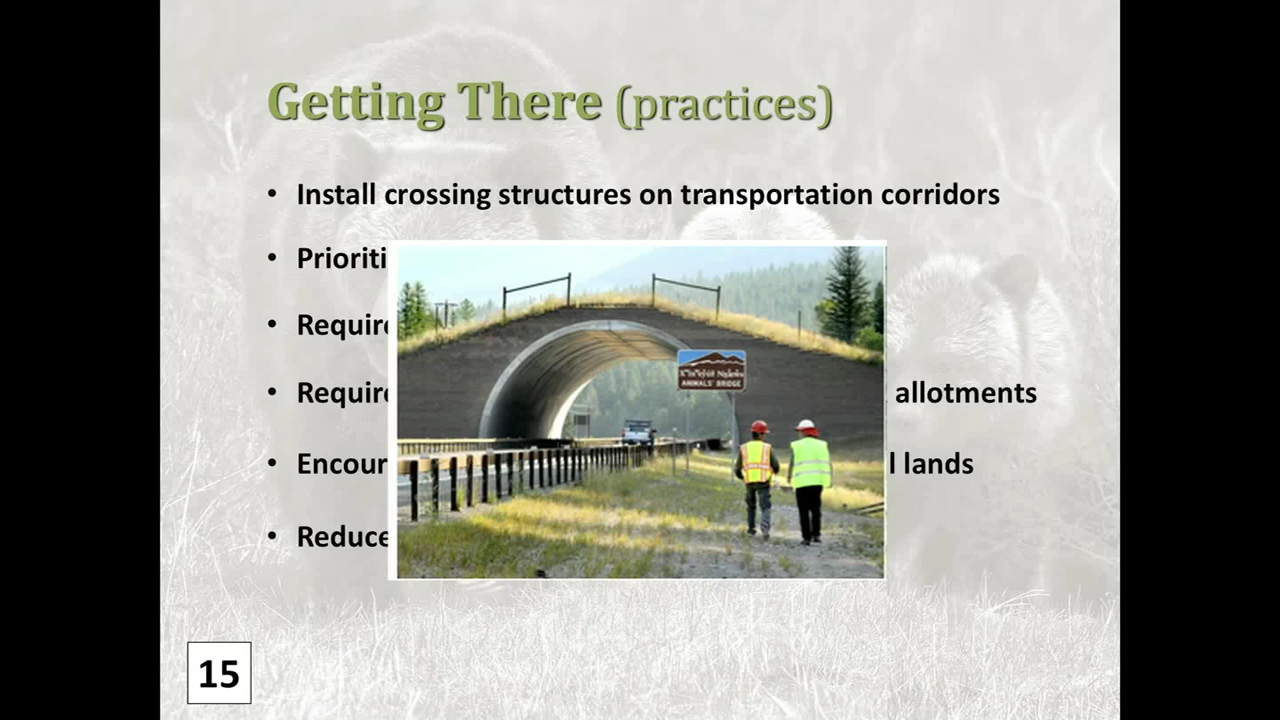 Getting There (practices)
• Install crossing structures on transportation corridors
• Prioriti
• Require
• Require allotments
• Encour l lands
• Reduce
ANIMALS' BRIDGE
15